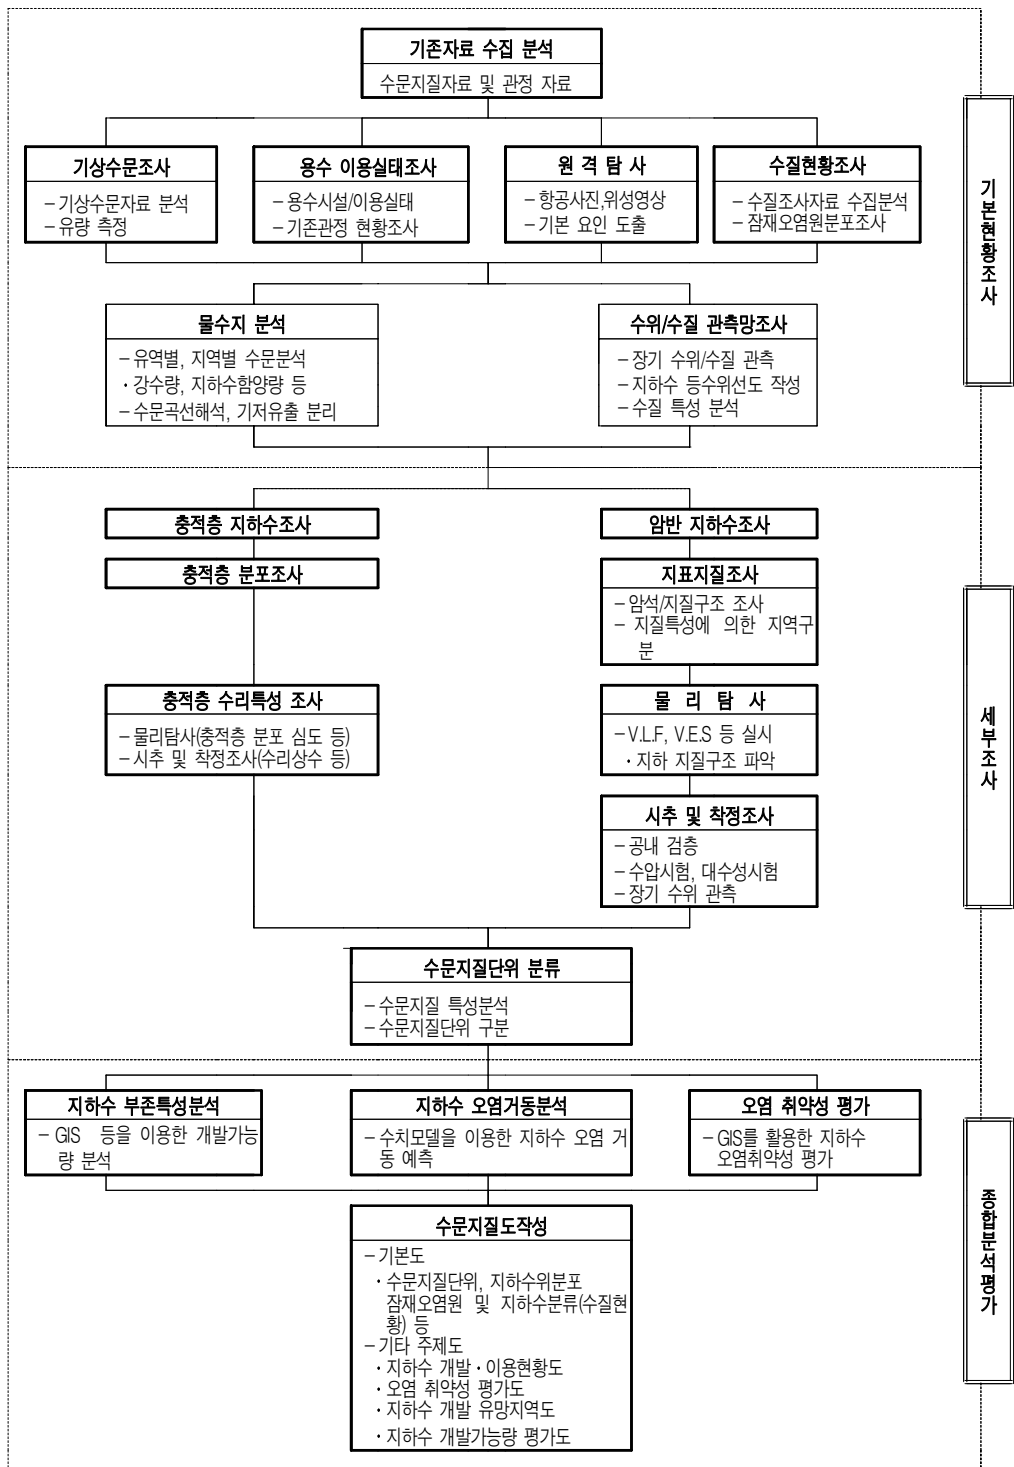 기존자료 수집 분석
수문지질자료 및 관정 자료
기상수문조사
– 기상수문자료 분석
– 유량 측정
용수 이용실태조사
– 용수시설/이용실태
– 기존관정 현황조사
원 격 탐 사
– 항공사진,위성영상
– 기본 요인 도출
수질현황조사
– 수질조사자료 수집분석
– 잠재오염원분포조사
물수지 분석
– 유역별, 지역별 수문분석
· 강수량, 지하수함양량 등
– 수문곡선해석, 기저유출 분리
수위/수질 관측망조사
– 장기 수위/수질 관측
– 지하수 등수위선도 작성
– 수질 특성 분석
기본현황조사
충적층 지하수조사
충적층 분포조사
충적층 수리특성 조사
– 물리탐사(충적층 분포 심도 등)
– 시추 및 착정조사(수리상수 등)
암반 지하수조사
지표지질조사
– 암석/지질구조 조사
– 지질특성에 의한 지역구
분
물 리 탐 사
– V.L.F, V.E.S 등 실시
· 지하 지질구조 파악
시추 및 착정조사
– 공내 검층
– 수압시험, 대수성시험
– 장기 수위 관측
수문지질단위 분류
– 수문지질 특성분석
– 수문지질단위 구분
세부조사
지하수 부존특성분석
– GIS 등을 이용한 개발가능
량 분석
지하수 오염거동분석
– 수치모델을 이용한 지하수 오염 거
동 예측
오염 취약성 평가
– GIS를 활용한 지하수
오염취약성 평가
수문지질도작성
– 기본도
· 수문지질단위, 지하수위분포
잠재오염원 및 지하수분류(수질현
황) 등
– 기타 주제도
· 지하수 개발·이용현황도
· 오염 취약성 평가도
· 지하수 개발 유망지역도
· 지하수 개발가능량 평가도
종합분석평가